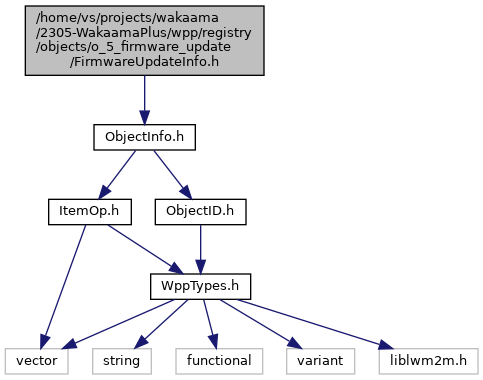 /home/vs/projects/wakaama
/2305-WakaamaPlus/wpp/registry
/objects/o_5_firmware_update
/FirmwareUpdateInfo.h
ObjectInfo.h
ItemOp.h
ObjectID.h
WppTypes.h
vector
string
functional
variant
liblwm2m.h